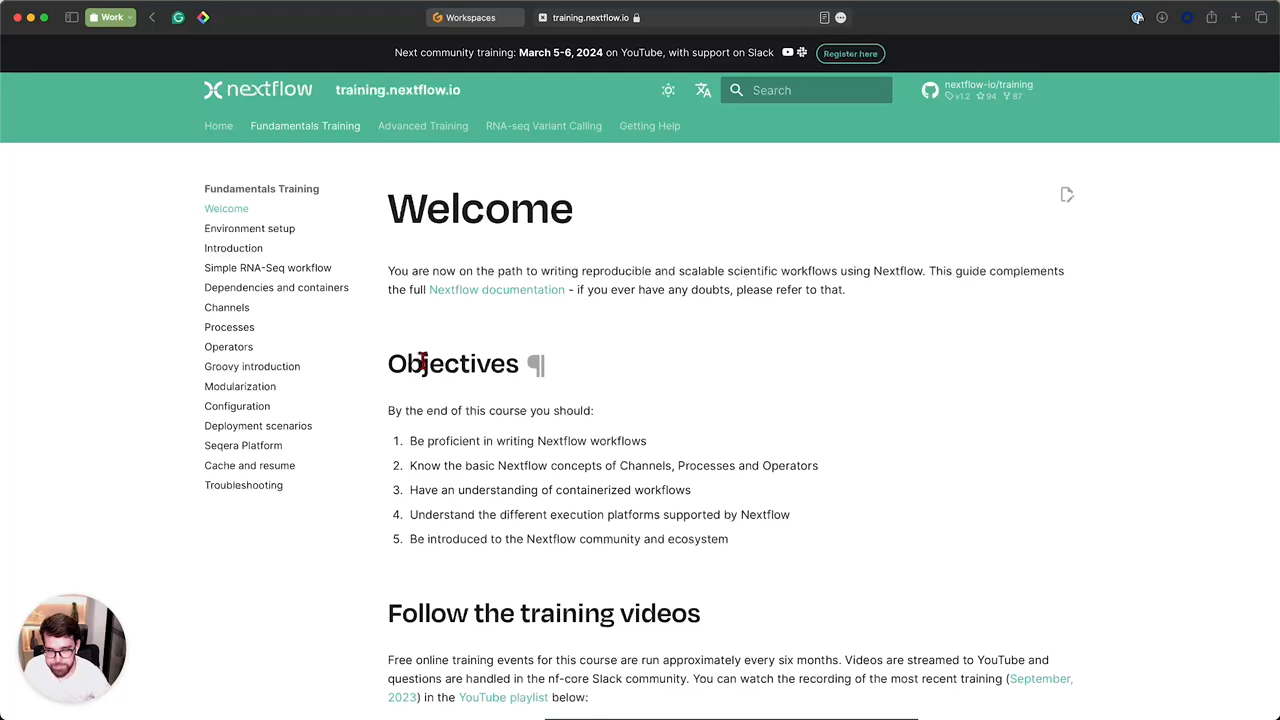 Work
Workspaces
training.nextflow.io
Next community training: March 5-6, 2024 on YouTube, with support on Slack
Register here
nextflow
training.nextflow.io
Search
nextflow-io/training
v1.2 94 87
Home
Fundamentals Training
Advanced Training
RNA-seq Variant Calling
Getting Help
Fundamentals Training
Welcome
Environment setup
Introduction
Simple RNA-Seq workflow
Dependencies and containers
Channels
Processes
Operators
Groovy introduction
Modularization
Configuration
Deployment scenarios
Seqera Platform
Cache and resume
Troubleshooting
Welcome
You are now on the path to writing reproducible and scalable scientific workflows using Nextflow. This guide complements
the full Nextflow documentation - if you ever have any doubts, please refer to that.
Objectives ¶
By the end of this course you should:
1. Be proficient in writing Nextflow workflows
2. Know the basic Nextflow concepts of Channels, Processes and Operators
3. Have an understanding of containerized workflows
4. Understand the different execution platforms supported by Nextflow
5. Be introduced to the Nextflow community and ecosystem
Follow the training videos
Free online training events for this course are run approximately every six months. Videos are streamed to YouTube and
questions are handled in the nf-core Slack community. You can watch the recording of the most recent training (September,
2023) in the YouTube playlist below: